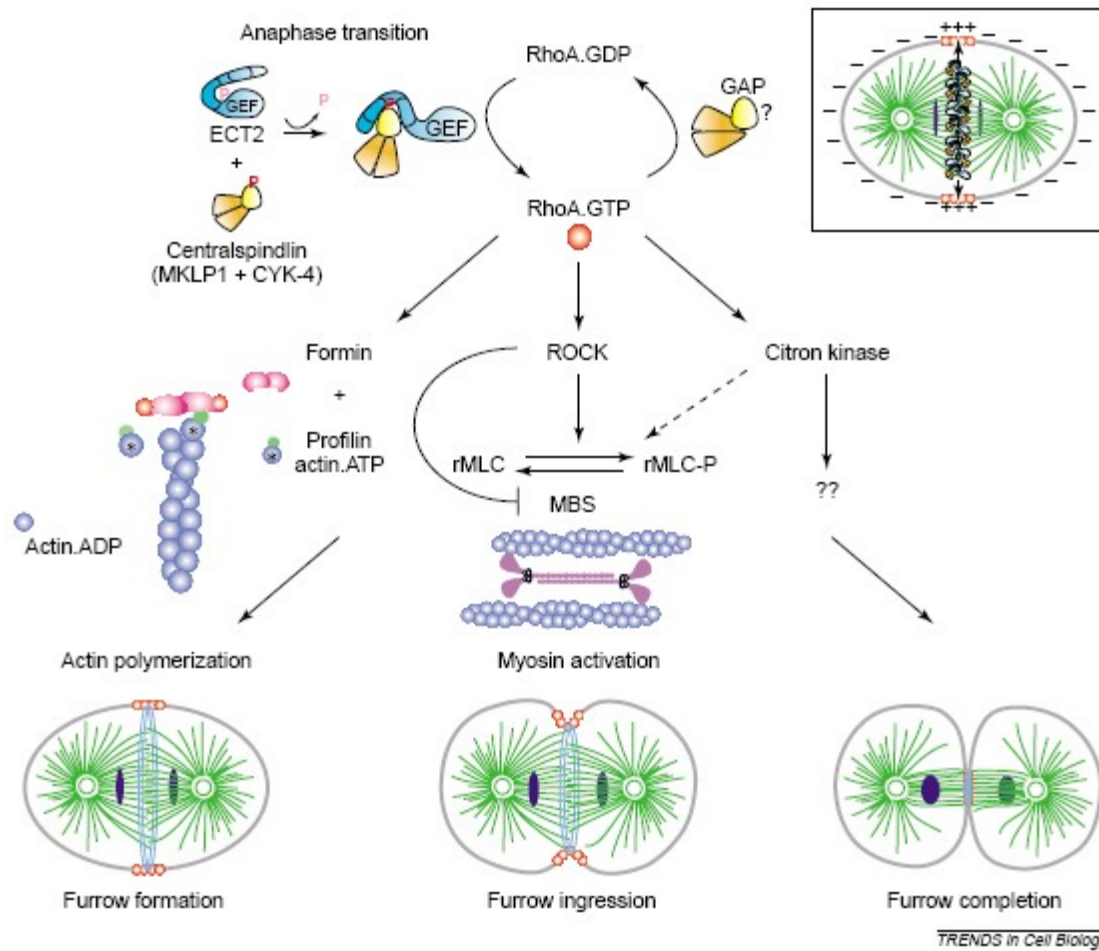 Anaphase transition
P
GEF
P
ECT2
+
P
Centralspindlin
(MKLP1 + CYK-4)
P
GEF
RhoA.GDP
GAP
?
RhoA.GTP
+++
+++
Formin
+
Profilin
actin.ATP
*
*
*
Actin.ADP
ROCK
Citron kinase
rMLC
rMLC-P
MBS
??
Actin polymerization
Myosin activation
Furrow formation
Furrow ingression
Furrow completion
TRENDS in Cell Biolog